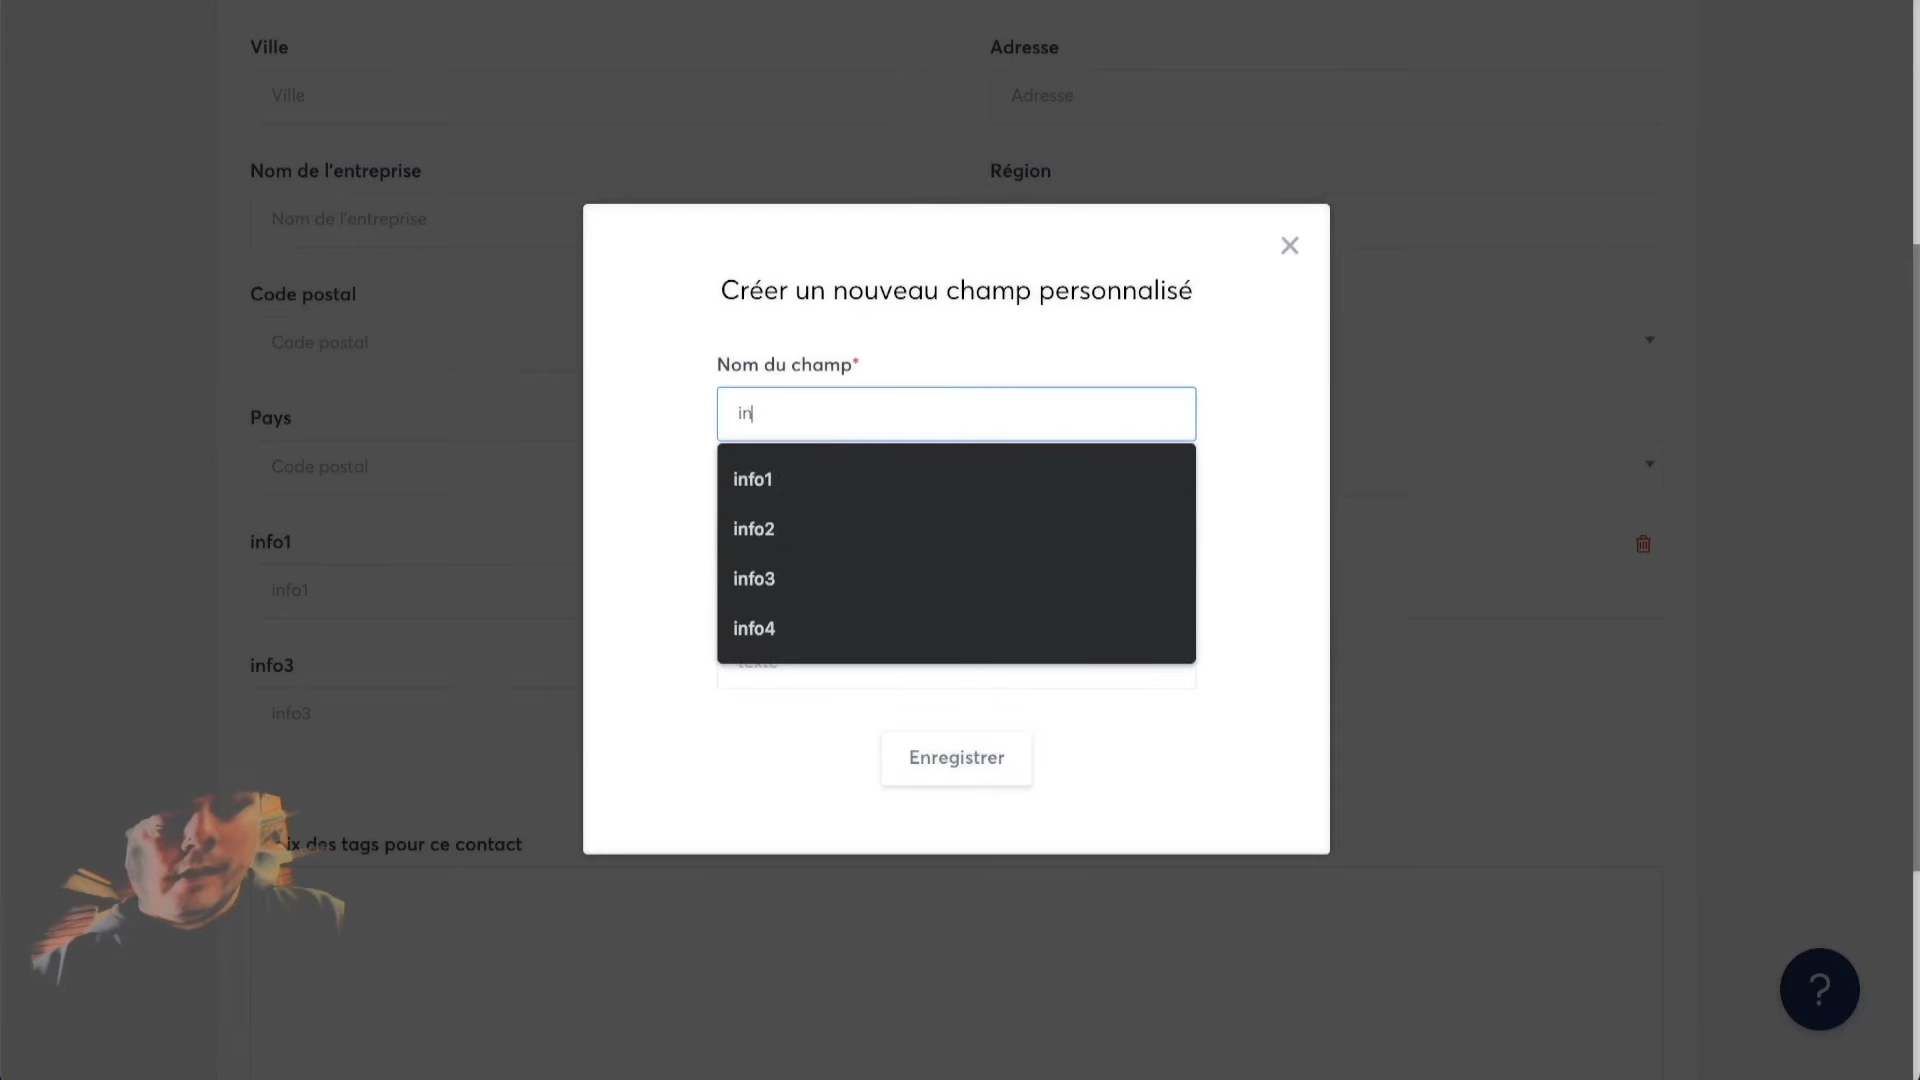 Ville
Adresse
Ville
Adresse
Nom de l'entreprise
Région
Nom de l'entreprise
Créer un nouveau champ personnalisé
Code postal
Code postal
Nom du champ*
in
Pays
Code postal
info1
info2
info3
info4
info1
info1
info3
texte
info3
Enregistrer
ix des tags pour ce contact
?